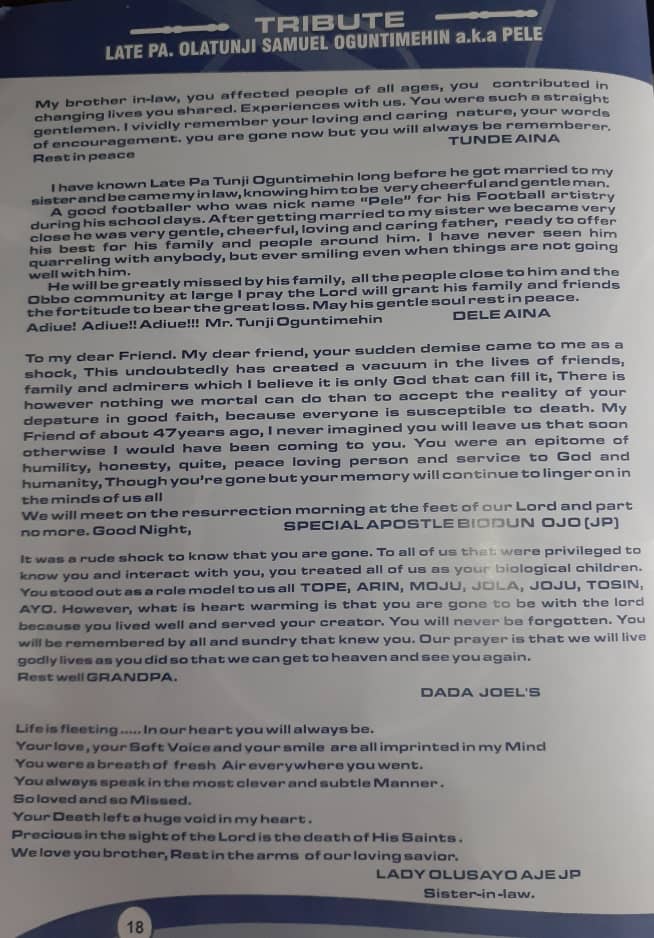 TRIBUTE
LATE PA. OLATUNJI SAMUEL OGUNTIMEHIN a.k.a PELE
My brother in-law, you affected people of all ages, you contributed in
changing lives you shared. Experiences with us. You were such a straight
gentlemen. I vividly remember your loving and caring nature, your words
of encouragement. you are gone now but you will always be rememberer.
Rest in peace TUNDE AINA
I have known Late Pa Tunji Oguntimehin long before he got married to my
sister and be came my in law, knowing him to be very cheerful and gentle man.
A good footballer who was nick name “Pele” for his Football artistry
during his school days. After getting married to my sister we became very
close he was very gentle, cheerful, loving and caring father, ready to offer
his best for his family and people around him. I have never seen him
quarreling with anybody, but ever smiling even when things are not going
well with him.
He will be greatly missed by his family, all the people close to him and the
Obbo community at large I pray the Lord will grant his family and friends
the fortitude to bear the great loss. May his gentle soul rest in peace.
Adiue! Adiue!! Adiue!!! Mr. Tunji Oguntimehin DELE AINA
To my dear Friend. My dear friend, your sudden demise came to me as a
shock, This undoubtedly has created a vacuum in the lives of friends,
family and admirers which I believe it is only God that can fill it, There is
however nothing we mortal can do than to accept the reality of your
depature in good faith, because everyone is susceptible to death. My
Friend of about 47years ago, I never imagined you will leave us that soon
otherwise I would have been coming to you. You were an epitome of
humility, honesty, quite, peace loving person and service to God and
humanity, Though you're gone but your memory will continue to linger on in
the minds of us all
We will meet on the resurrection morning at the feet of our Lord and part
no more. Good Night, SPECIAL APOSTLE BIODUN OJO (JP)
It was a rude shock to know that you are gone. To all of us that were privileged to
know you and interact with you, you treated all of us as your biological children.
You stood out as a role model to us all TOPE, ARIN, MOJU, JOLA, JOJU, TOSIN,
AYO. However, what is heart warming is that you are gone to be with the lord
because you lived well and served your creator. You will never be forgotten. You
will be remembered by all and sundry that knew you. Our prayer is that we will live
godly lives as you did so that we can get to heaven and see you again.
Rest well GRANDPA.
DADA JOEL'S
Life is fleeting ..... In our heart you will always be.
Your love, your Soft Voice and your smile are all imprinted in my Mind
You were a breath of fresh Air everywhere you went.
You always speak in the most clever and subtle Manner.
So loved and so Missed.
Your Death left a huge void in my heart.
Precious in the sight of the Lord is the death of His Saints.
We love you brother, Rest in the arms of our loving savior.
LADY OLUSAYO AJE JP
Sister-in-law.
18